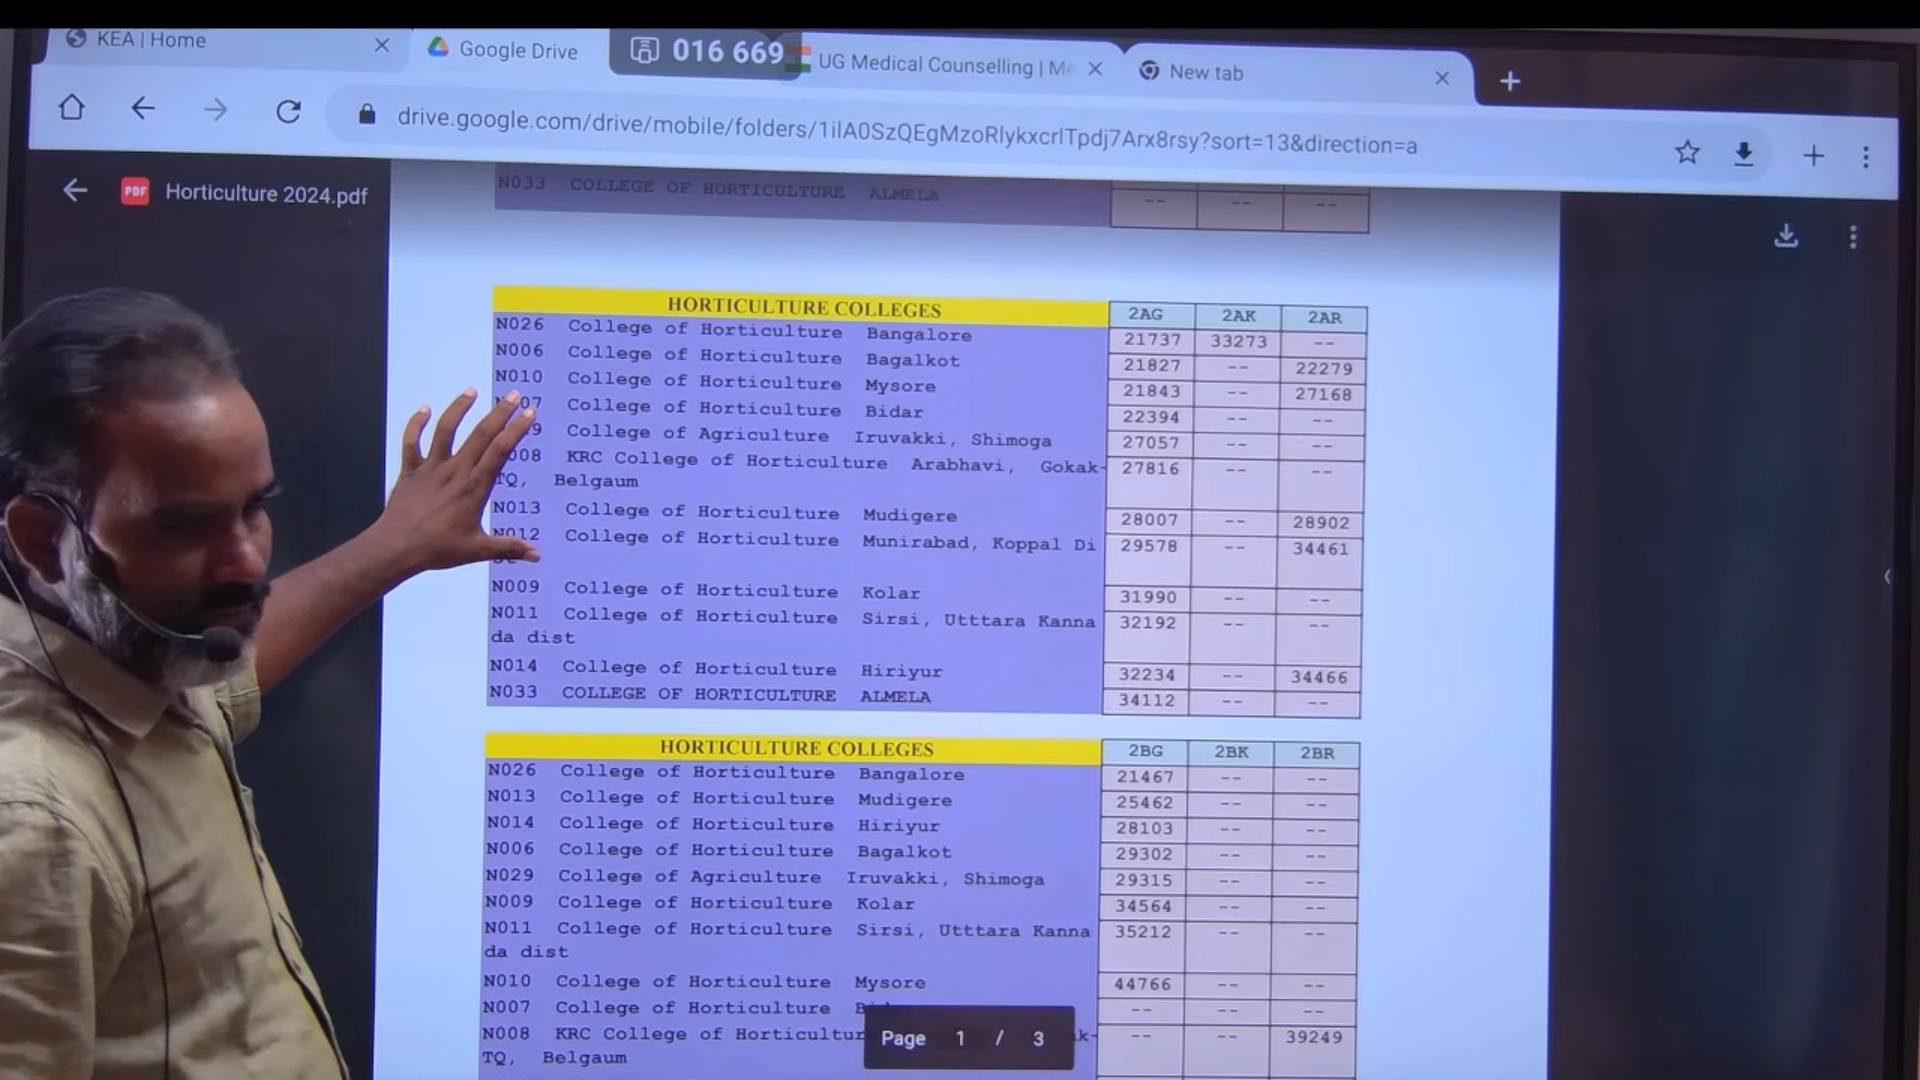 KEA | Home
Google Drive
016 669
UG Medical Counselling | Me
New tab
drive.google.com/drive/mobile/folders/1ilA0SzQEgMzoRlykxcrlTpdj7Arx8rsy?sort=13&direction=a
PDF Horticulture 2024.pdf
N033 COLLEGE OF HORTICULTURE ALMELA -- -- --
HORTICULTURE COLLEGES 2AG 2AK 2AR
N026 College of Horticulture Bangalore 21737 33273 --
N006 College of Horticulture Bagalkot 21827 -- 22279
N010 College of Horticulture Mysore 21843 -- 27168
07 College of Horticulture Bidar 22394 -- --
9 College of Agriculture Iruvakki, Shimoga 27057 -- --
008 KRC College of Horticulture Arabhavi, Gokak- 27816 -- --
TQ, Belgaum
N013 College of Horticulture Mudigere 28007 -- 28902
N012 College of Horticulture Munirabad, Koppal Di 29578 -- 34461
N009 College of Horticulture Kolar 31990 -- --
N011 College of Horticulture Sirsi, Utttara Kanna 32192 -- --
da dist
N014 College of Horticulture Hiriyur 32234 -- 34466
N033 COLLEGE OF HORTICULTURE ALMELA 34112 -- --
HORTICULTURE COLLEGES 2BG 2BK 2BR
N026 College of Horticulture Bangalore 21467 -- --
N013 College of Horticulture Mudigere 25462 -- --
N014 College of Horticulture Hiriyur 28103 -- --
N006 College of Horticulture Bagalkot 29302 -- --
N029 College of Agriculture Iruvakki, Shimoga 29315 -- --
N009 College of Horticulture Kolar 34564 -- --
N011 College of Horticulture Sirsi, Utttara Kanna 35212 -- --
da dist
N010 College of Horticulture Mysore 44766 -- --
N007 College of Horticulture -- -- --
N008 KRC College of Horticultur k- -- -- 39249
TQ, Belgaum
Page 1 / 3